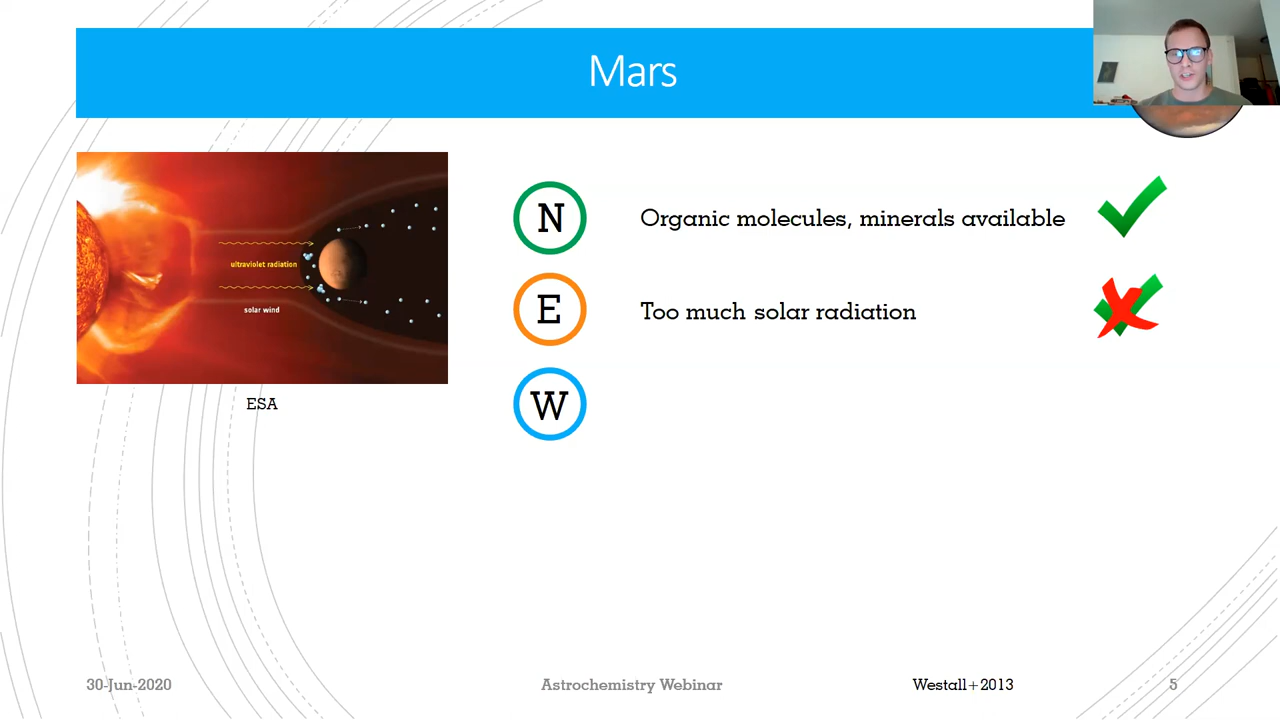 Mars
ultraviolet radiation
solar wind
ESA
N
Organic molecules, minerals available
E
Too much solar radiation
W
30-Jun-2020
Astrochemistry Webinar
Westall+2013
5